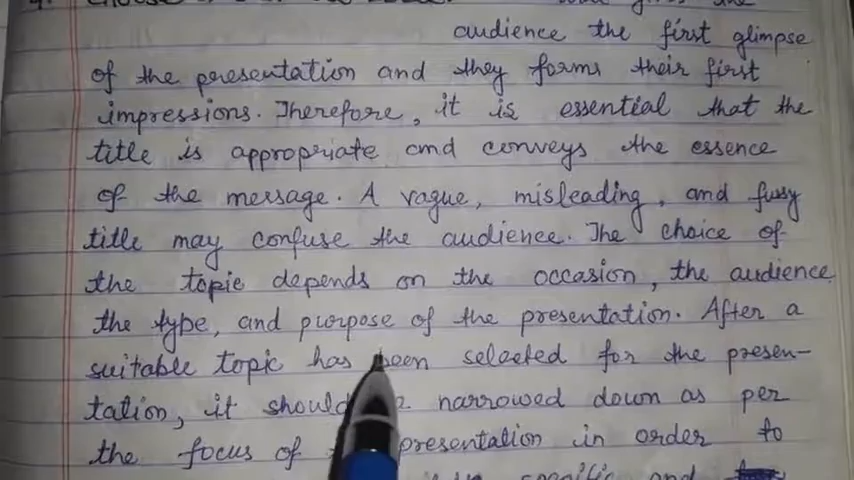 audience the first glimpse
of the presentation and they forms their first
impressions. Therefore, it is essential that the
title is appropriate and conveys the essence
of the message. A vague, misleading, and fussy
title may confuse the audience. The choice of
the topic depends on the occasion, the audience
the type, and purpose of the presentation. After a
suitable topic has been selected for the presen-
tation, it should narrowed down as per
the focus of presentation in order to
specific and